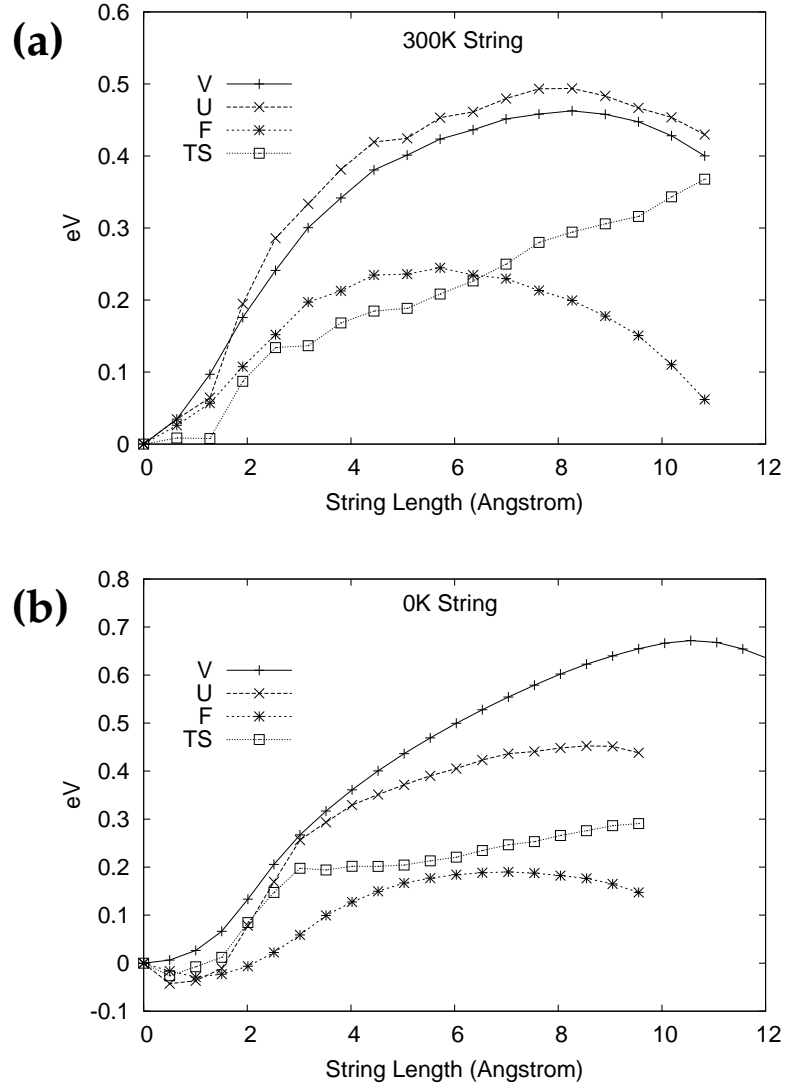 (a)
300K String
0.6
0.5
0.4
0.3
0.2
0.1
0
eV
V
U
F
TS
0 2 4 6 8 10 12
String Length (Angstrom)
(b)
0K String
0.8
0.7
0.6
0.5
0.4
0.3
0.2
0.1
0
-0.1
eV
V
U
F
TS
0 2 4 6 8 10 12
String Length (Angstrom)